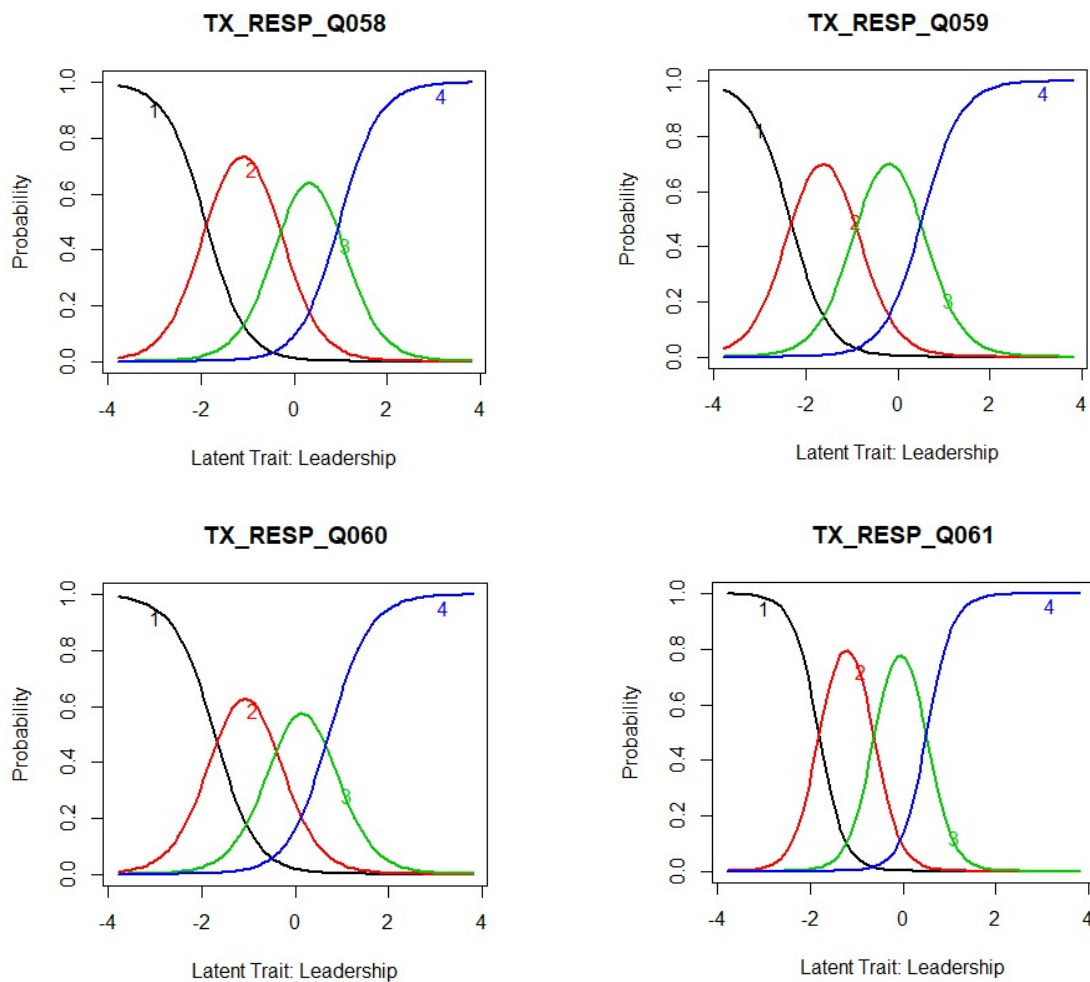 TX_RESP_Q058
Probability
0.0 0.2 0.4 0.6 0.8 1.0
1
2
3
4
-4 -2 0 2 4
Latent Trait: Leadership
TX_RESP_Q059
Probability
0.0 0.2 0.4 0.6 0.8 1.0
1
2
3
4
-4 -2 0 2 4
Latent Trait: Leadership
TX_RESP_Q060
Probability
0.0 0.2 0.4 0.6 0.8 1.0
1
2
3
4
-4 -2 0 2 4
Latent Trait: Leadership
TX_RESP_Q061
Probability
0.0 0.2 0.4 0.6 0.8 1.0
1
2
3
4
-4 -2 0 2 4
Latent Trait: Leadership